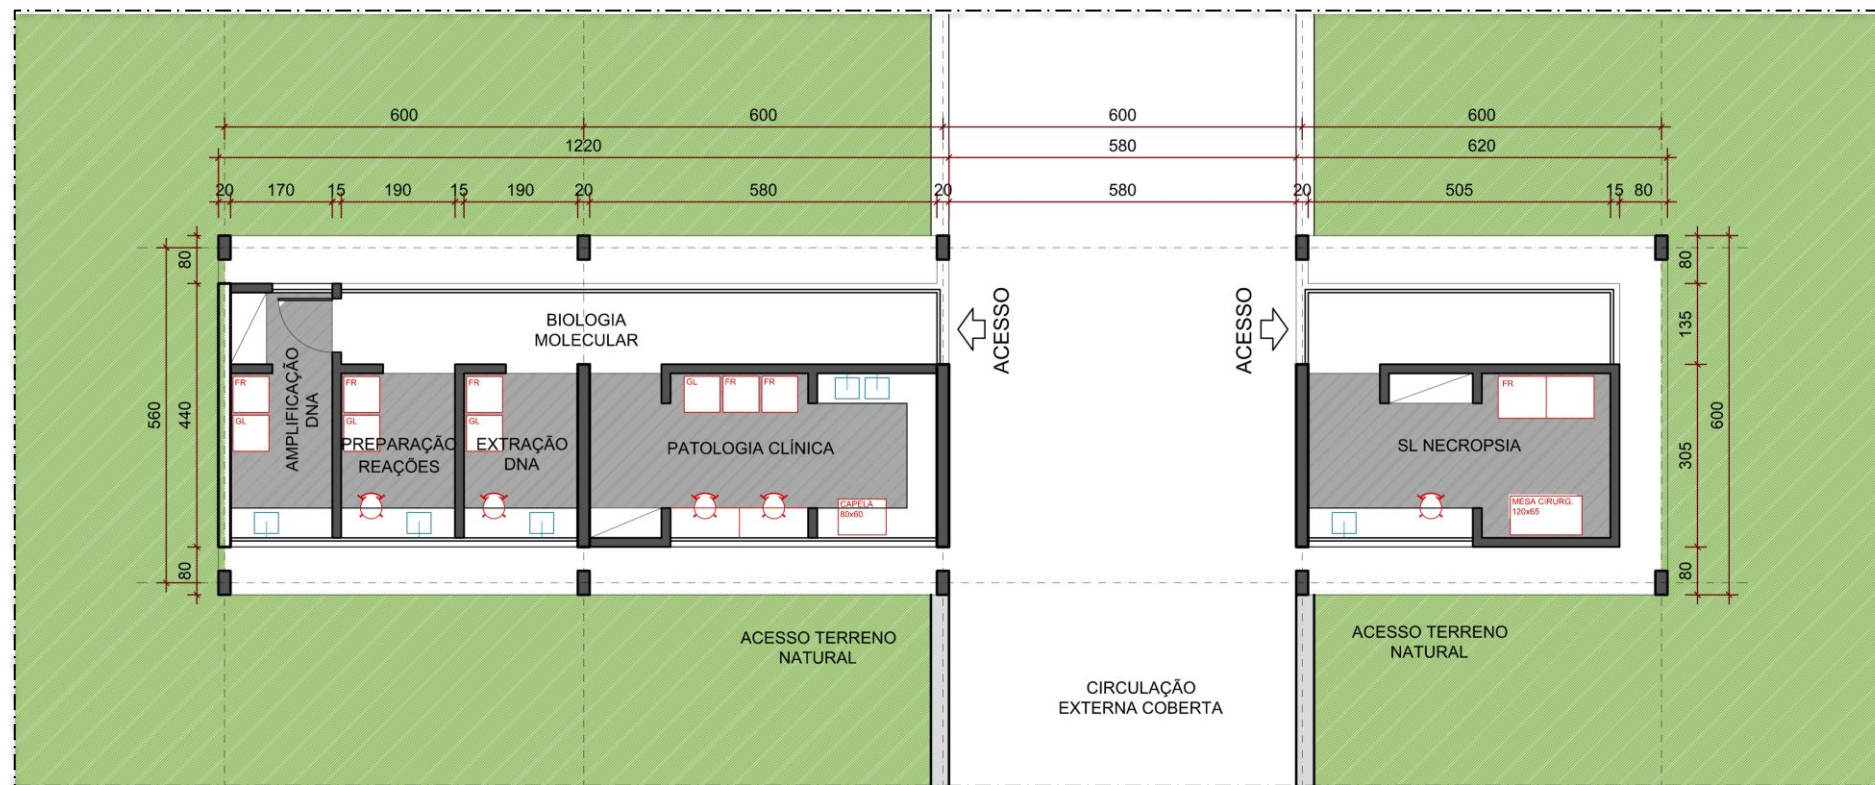 600
600
600
600
1220
580
620
20
170
15
190
15
190
20
580
20
580
20
505
15
80
80
560
440
80
80
135
305
80
600
BIOLOGIA
MOLECULAR
ACESSO
ACESSO
FR
GL
AMPLIFICAÇÃO
DNA
FR
GL
PREPARAÇÃO
REAÇÕES
FR
GL
EXTRAÇÃO
DNA
GL
FR
FR
PATOLOGIA CLÍNICA
CAPELA
80x60
FR
SL NECROPSIA
MESA CIRURG.
120x65
ACESSO TERRENO
NATURAL
ACESSO TERRENO
NATURAL
CIRCULAÇÃO
EXTERNA COBERTA